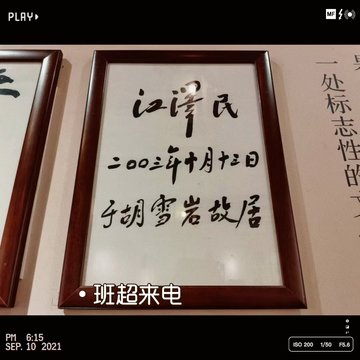 PLAY
MF
江泽民
二〇〇三年十月十三日
于胡雪岩故居
一处标志性的
• 班超来电
PM 6:15
SEP. 10 2021
ISO 200 1/50 F5.6